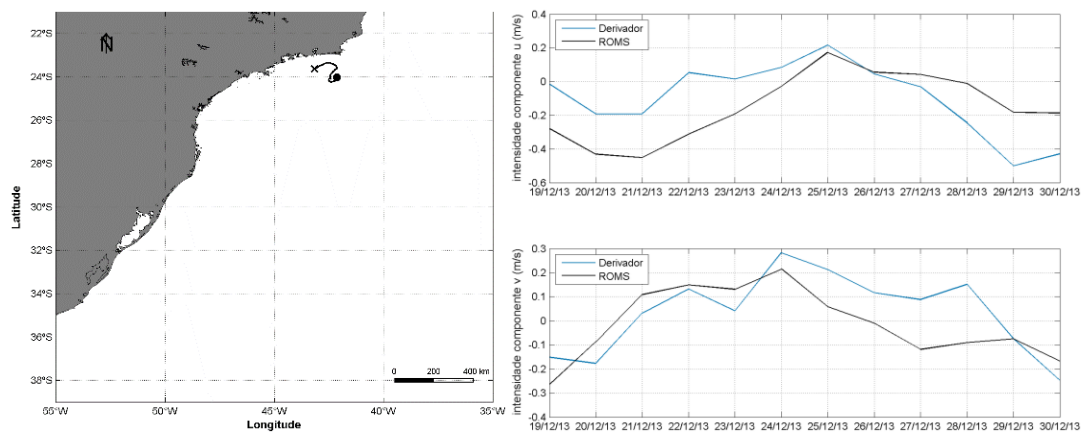 22°S
24°S
26°S
28°S
30°S
32°S
34°S
36°S
38°S
Latitude
N
0 200 400 km
55°W 50°W 45°W 40°W 35°W
Longitude
intensidade componente u (m/s)
0.4
0.2
0
-0.2
-0.4
-0.6
Derivador
ROMS
19/12/13 20/12/13 21/12/13 22/12/13 23/12/13 24/12/13 25/12/13 26/12/13 27/12/13 28/12/13 29/12/13 30/12/13
intensidade componente v (m/s)
0.3
0.2
0.1
0
-0.1
-0.2
-0.3
-0.4
Derivador
ROMS
19/12/13 20/12/13 21/12/13 22/12/13 23/12/13 24/12/13 25/12/13 26/12/13 27/12/13 28/12/13 29/12/13 30/12/13